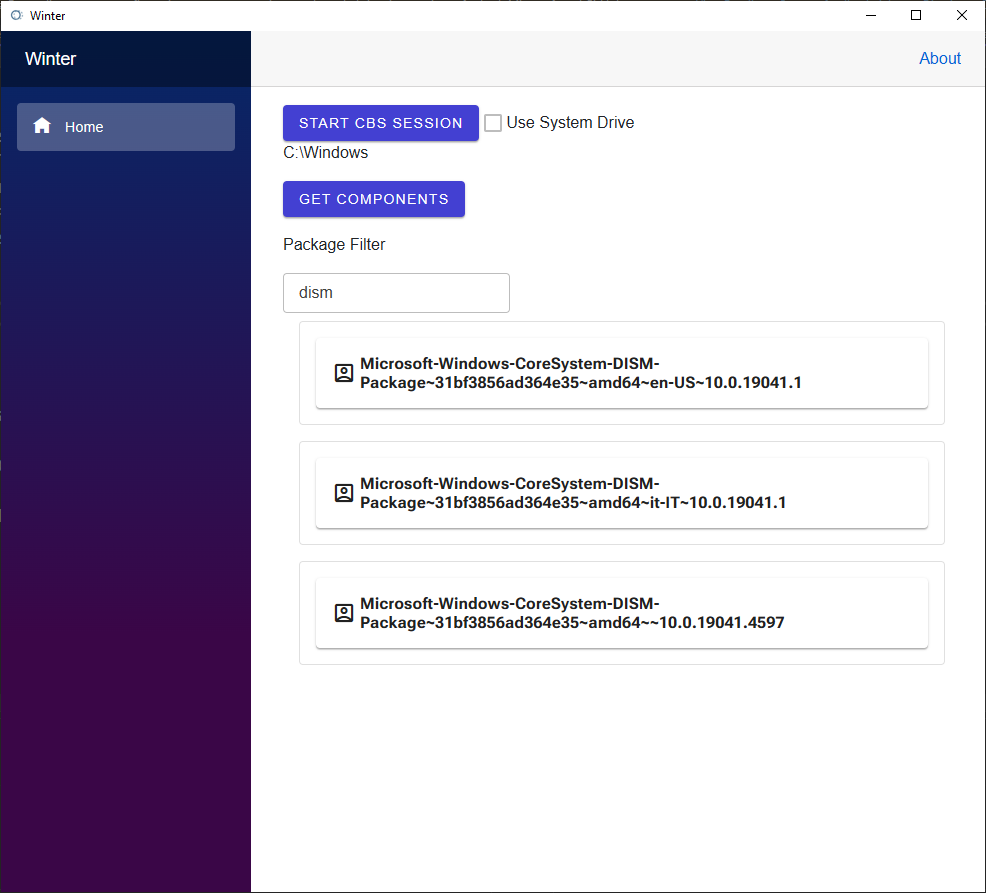 Winter
Winter
About
Home
START CBS SESSION
Use System Drive
C:\Windows
GET COMPONENTS
Package Filter
dism
Microsoft-Windows-CoreSystem-DISM-
Package~31bf3856ad364e35~amd64~en-US~10.0.19041.1
Microsoft-Windows-CoreSystem-DISM-
Package~31bf3856ad364e35~amd64~it-IT~10.0.19041.1
Microsoft-Windows-CoreSystem-DISM-
Package~31bf3856ad364e35~amd64~~10.0.19041.4597